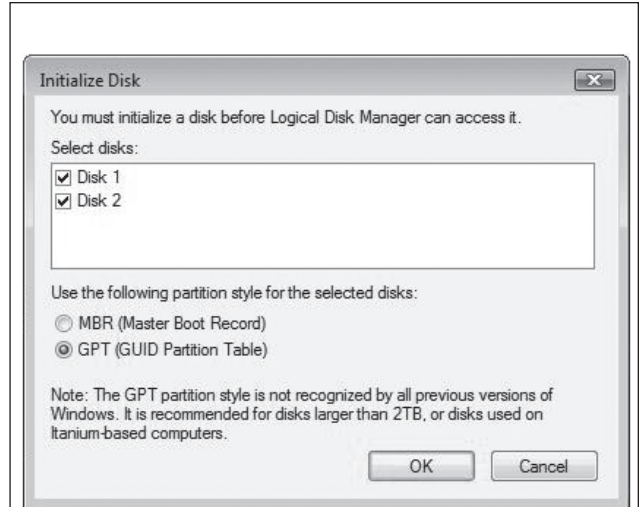 Initialize Disk
You must initialize a disk before Logical Disk Manager can access it.
Select disks:
Disk 1
Disk 2
Use the following partition style for the selected disks:
MBR (Master Boot Record)
GPT (GUID Partition Table)
Note: The GPT partition style is not recognized by all previous versions of
Windows. It is recommended for disks larger than 2TB, or disks used on
Itanium-based computers.
OK Cancel